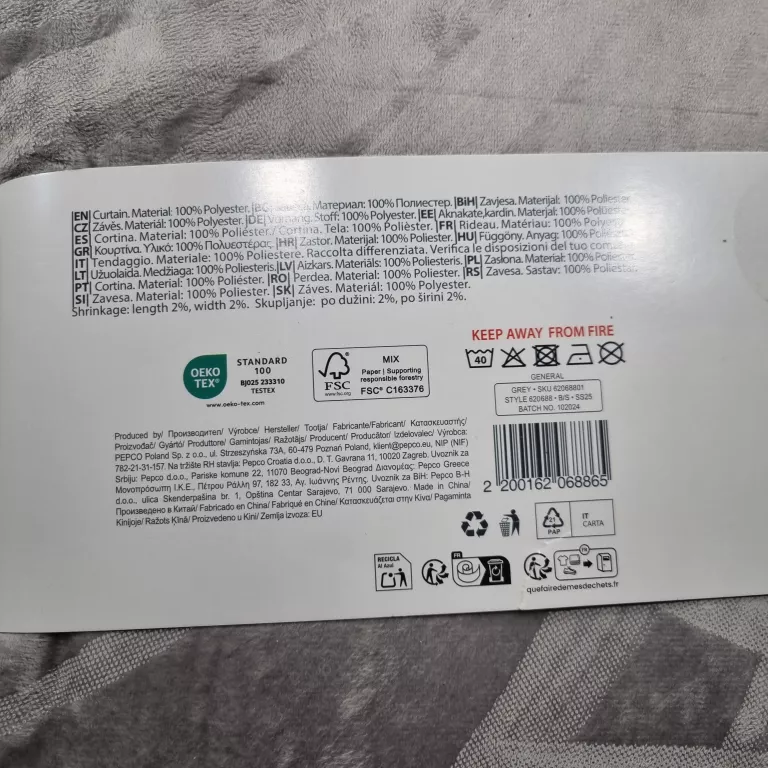 |EN| Curtain. Material: 100% Polyester. |BG| Материал: 100% Полиестер. |BiH| Zavjesa. Materijal: 100% Poliester
|CZ| Závěs. Materiál: 100% Polyester. |DE| Vorhang. Stoff: 100% Polyester. |EE| Aknakate,kardin. Materjal: 100% Polüester
|ES| Cortina. Material: 100% Poliéster./ Cortina. Tela: 100% Polièster. |FR| Rideau. Matériau: 100% Polyester
|GR| Κουρτίνα. Υλικό: 100% Πολυεστέρας. |HR| Zastor. Materijal: 100% Poliester. |HU| Függöny. Anyag: 100% Polyester
|IT| Tendaggio. Materiale: Poliestere. Raccolta differenziata. Verifica le disposizioni del tuo
|LT| Užuolaida. Medžiaga: 100% Poliesteris. |LV| Aizkars. Materiāls: 100% Poliesteris. |PL| Zasłona. Materiał: 100% Poliester
|PT| Cortina. Material: 100% Poliéster. |RO| Perdea. Material: 100% Poliester. |RS| Zavesa. Sastav: 100% Poliestar
|SI| Zavesa. Material: 100% Poliester. |SK| Záves. Materiál: 100% Polyester.
Shrinkage: length 2%, width 2%. Skupljanje: po dužini: 2%, po širini 2%.
KEEP AWAY FROM FIRE
40
OEKO
TEX®
STANDARD
100
BJ025 233310
TESTEX
www.oeko-tex.com
FSC
www.fsc.org
MIX
Paper | Supporting
responsible forestry
FSC® C163376
GENERAL
GREY • SKU 62068801
STYLE 620688 • B/S • SS25
BATCH NO. 102024
Produced by/ Производител/ Výrobce/ Hersteller/ Tootja/ Fabricante/Fabricant/ Κατασκευαστής/
Proizvođač/ Gyártó/ Produttore/ Gamintojas/ Ražotājs/ Producent/ Producător/ Izdelovalec/ Výrobca:
PEPCO Poland Sp. z o.o., ul. Strzeszyńska 73A, 60-479 Poznań Poland, klient@pepco.eu, NIP (NIF)
782-21-31-157. Na tržište RH stavlja: Pepco Croatia d.o.o., D. T. Gavrana 11, 10020 Zagreb. Uvoznik za
Srbiju: Pepco d.o.o., Pariske komune 22, 11070 Beograd-Novi Beograd Διανομέας: Pepco Greece
Μονοπρόσωπη Ι.Κ.Ε., Πέτρου Ράλλη 97, 182 33, Αγ. Ιωάννης Ρέντης. Uvoznik za BiH: Pepco B-H
d.o.o., ulica Skenderpašina br. 1, Opština Centar Sarajevo, 71 000 Sarajevo. Made in China/
Произведено в Китай/ Fabricado en China/ Fabriqué en China/ Κατασκευάζεται στην Κίνα/ Pagaminta
Kinijoje/ Ražots Ķīnā/ Proizvedeno u Kini/ Zemlja izvoza: EU
2 200162 068865
21
PAP
IT
CARTA
RECICLA
Al Azul
FR
FR
quefairedemesdechets.fr